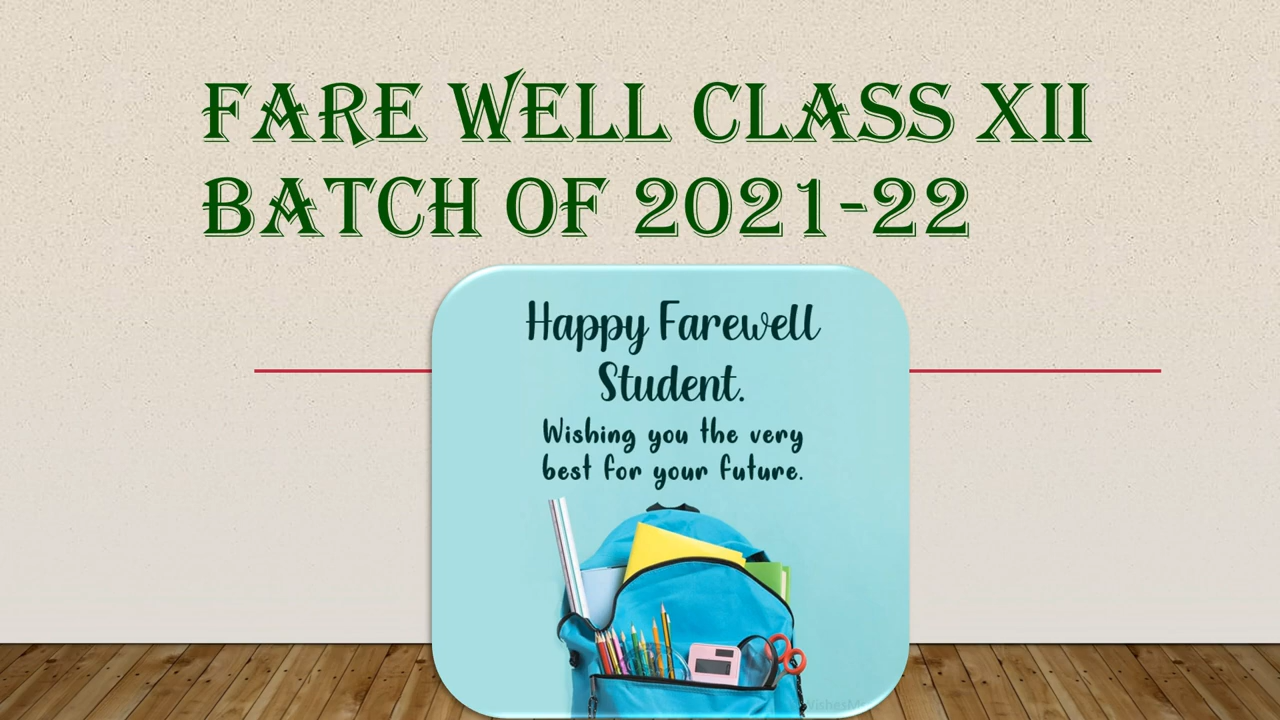 FARE WELL CLASS XII
BATCH OF 2021-22
Happy Farewell
Student.
Wishing you the very
best for your future.